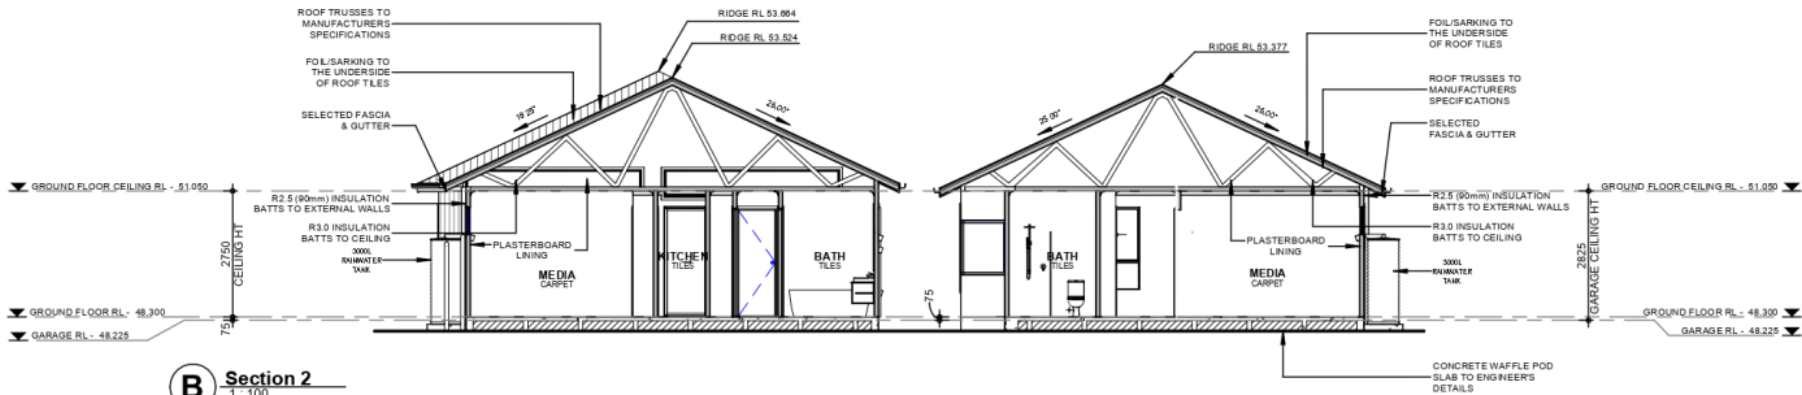 ROOF TRUSSES TO
MANUFACTURERS
SPECIFICATIONS
FOIL/SARKING TO
THE UNDERSIDE
OF ROOF TILES
SELECTED FASCIA
& GUTTER
RIDGE RL 53.664
RIDGE RL 53.524
18.25°
25.00°
GROUND FLOOR CEILING RL - 51.050
R2.5 (90mm) INSULATION
BATTS TO EXTERNAL WALLS
R3.0 INSULATION
BATTS TO CEILING
3000L
RAINWATER
TANK
2750
CEILING HT
PLASTERBOARD
LINING
MEDIA
CARPET
KITCHEN
TILES
BATH
TILES
GROUND FLOOR RL - 48.300
75
GARAGE RL - 48.225
RIDGE RL 53.377
25.00°
25.00°
FOIL/SARKING TO
THE UNDERSIDE
OF ROOF TILES
ROOF TRUSSES TO
MANUFACTURERS
SPECIFICATIONS
SELECTED
FASCIA & GUTTER
GROUND FLOOR CEILING RL - 51.050
R2.5 (90mm) INSULATION
BATTS TO EXTERNAL WALLS
R3.0 INSULATION
BATTS TO CEILING
PLASTERBOARD
LINING
BATH
TILES
MEDIA
CARPET
3000L
RAINWATER
TANK
2825
GARAGE CEILING HT
75
GROUND FLOOR RL - 48.300
GARAGE RL - 48.225
CONCRETE WAFFLE POD
SLAB TO ENGINEER'S
DETAILS
B
Section 2
1 : 100